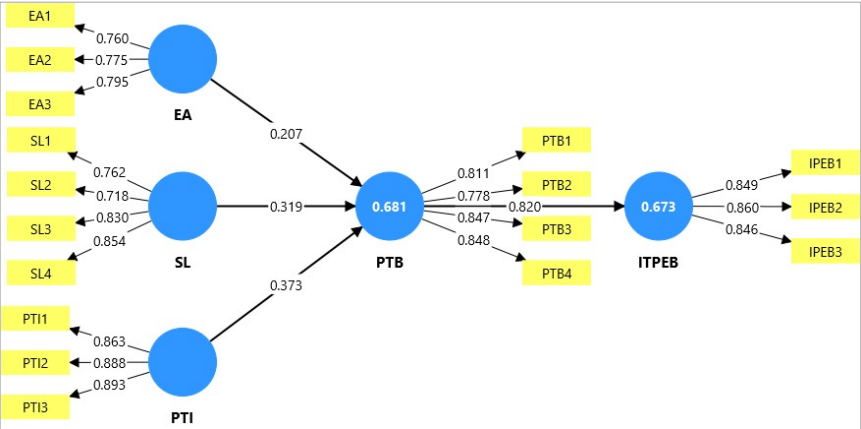 EA1
EA2
EA3
0.760
0.775
0.795
EA
SL1
SL2
SL3
SL4
0.762
0.718
0.830
0.854
SL
PTI1
PTI2
PTI3
0.863
0.888
0.893
PTI
0.207
0.319
0.373
0.681
PTB
0.811
0.778
0.820
0.847
0.848
PTB1
PTB2
PTB3
PTB4
0.673
ITPEB
0.849
0.860
0.846
IPEB1
IPEB2
IPEB3